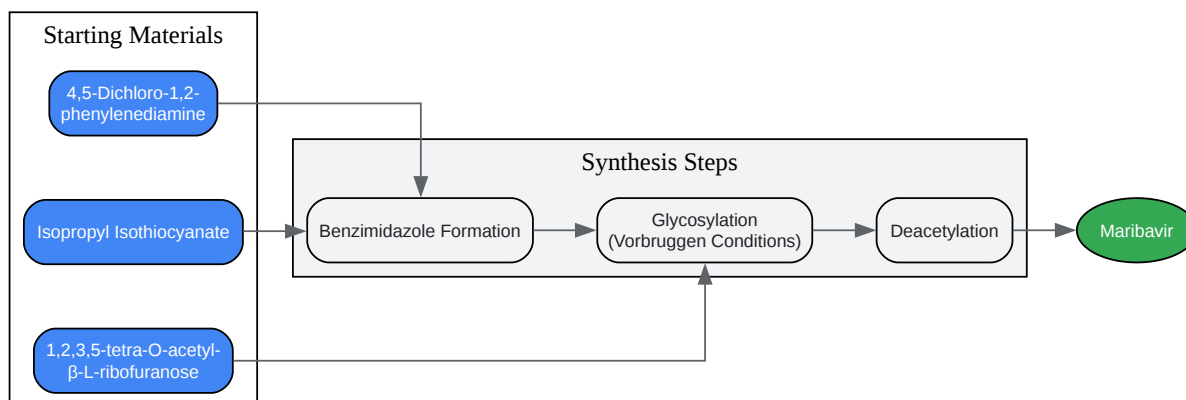 Starting Materials
4,5-Dichloro-1,2-
phenylenediamine
Isopropyl Isothiocyanate
1,2,3,5-tetra-O-acetyl-
β-L-ribofuranose
Synthesis Steps
Benzimidazole Formation
Glycosylation
(Vorbruggen Conditions)
Deacetylation
Maribavir